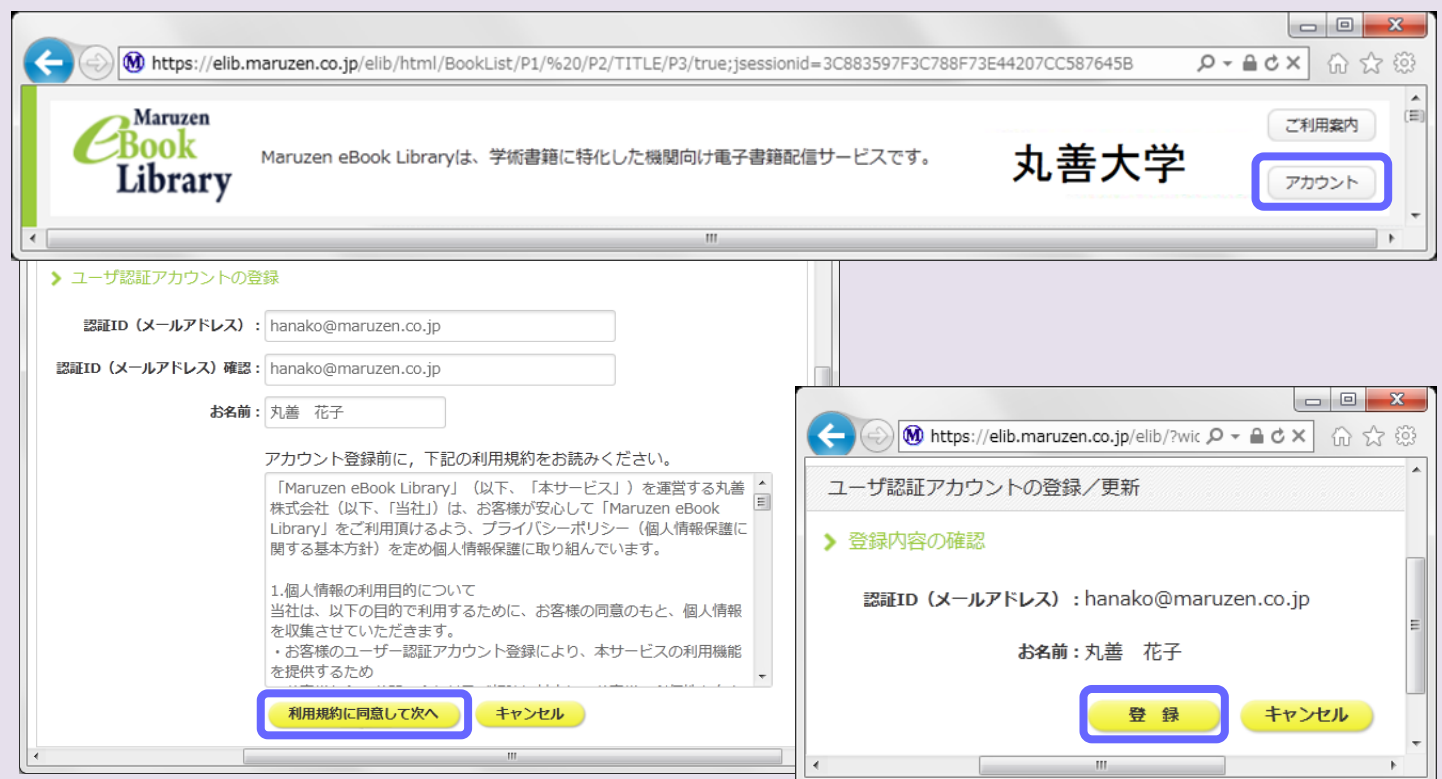 https://elib.maruzen.co.jp/elib/html/BookList/P1/%20/P2/TITLE/P3/true;jsessionid=3C883597F3C788F73E44207CC587645B
Maruzen
eBook
Library
Maruzen eBook Libraryは、学術書籍に特化した機関向け電子書籍配信サービスです。
丸善大学
ご利用案内
アカウント
ユーザ認証アカウントの登録
認証ID（メールアドレス）：hanako@maruzen.co.jp
認証ID（メールアドレス）確認：hanako@maruzen.co.jp
お名前：丸善　花子
アカウント登録前に，下記の利用規約をお読みください。
「Maruzen eBook Library」（以下、「本サービス」）を運営する丸善
株式会社（以下、「当社」）は、お客様が安心して「Maruzen eBook
Library」をご利用頂けるよう、プライバシーポリシー（個人情報保護に
関する基本方針）を定め個人情報保護に取り組んでいます。
1.個人情報の利用目的について
当社は、以下の目的で利用するために、お客様の同意のもと、個人情報
を収集させていただきます。
・お客様のユーザー認証アカウント登録により、本サービスの利用機能
を提供するため
利用規約に同意して次へ
キャンセル
https://elib.maruzen.co.jp/elib/?wic
ユーザ認証アカウントの登録／更新
登録内容の確認
認証ID（メールアドレス）：hanako@maruzen.co.jp
お名前：丸善　花子
登　録
キャンセル